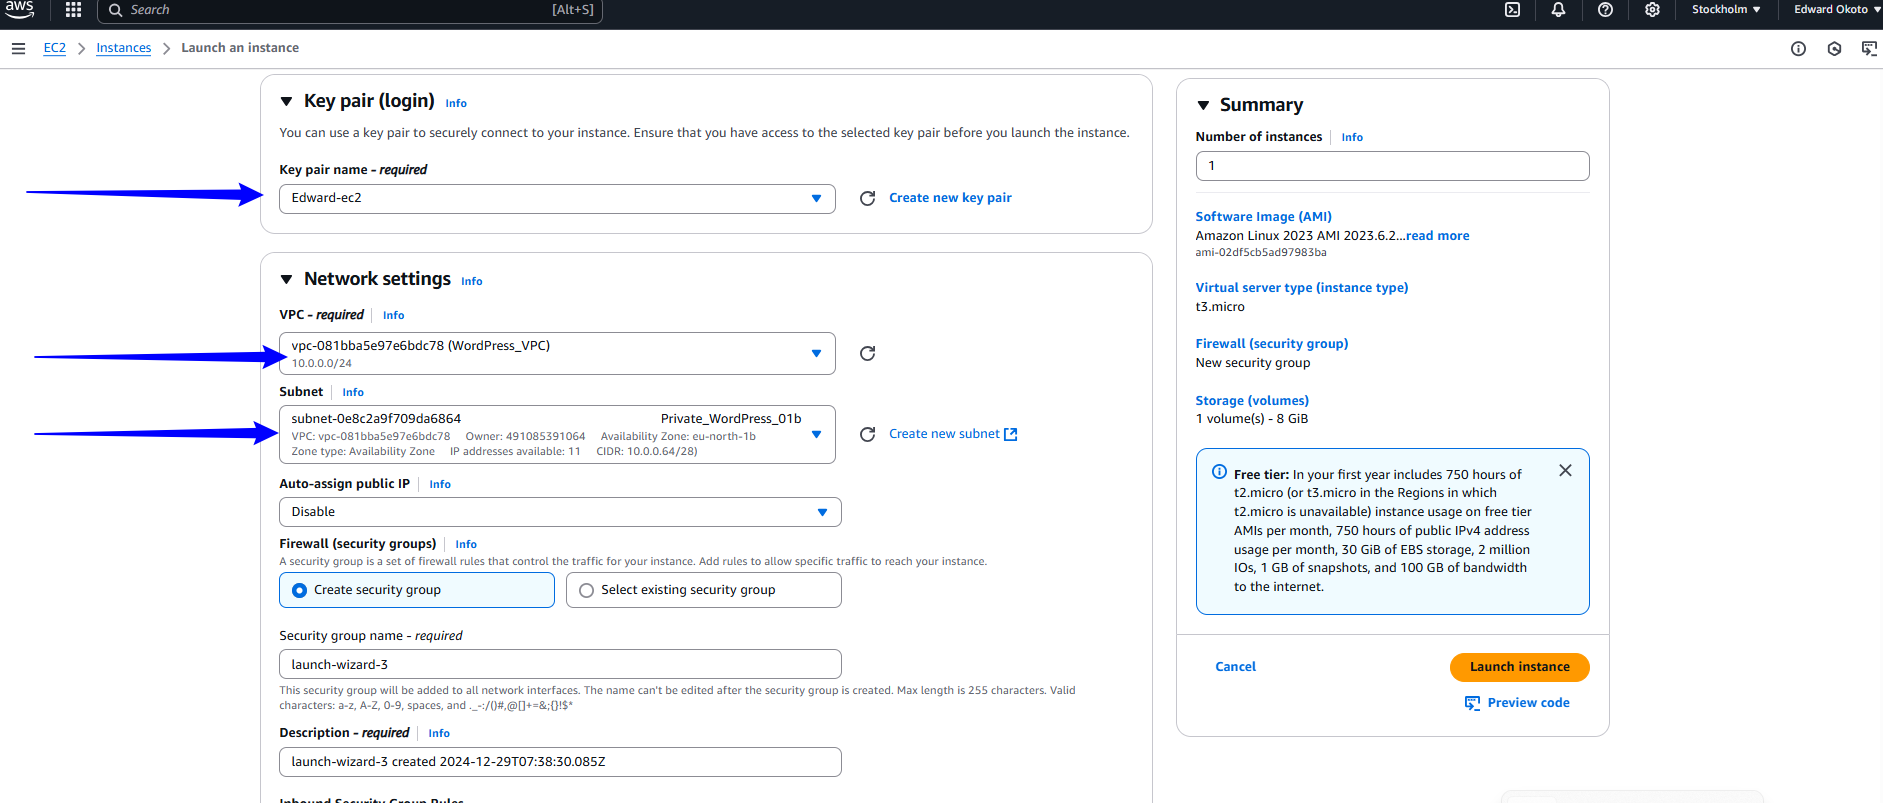 aws
Search [Alt+S]
Stockholm ▼ Edward Okoto ▼
EC2 > Instances > Launch an instance
▼ Key pair (login) Info
You can use a key pair to securely connect to your instance. Ensure that you have access to the selected key pair before you launch the instance.
Key pair name - required
Edward-ec2
Create new key pair
▼ Network settings Info
VPC - required Info
vpc-081bba5e97e6bdc78 (WordPress_VPC)
10.0.0.0/24
Subnet Info
subnet-0e8c2a9f709da6864 Private_WordPress_01b
VPC: vpc-081bba5e97e6bdc78 Owner: 491085391064 Availability Zone: eu-north-1b
Zone type: Availability Zone IP addresses available: 11 CIDR: 10.0.0.64/28)
Create new subnet
Auto-assign public IP Info
Disable
Firewall (security groups) Info
A security group is a set of firewall rules that control the traffic for your instance. Add rules to allow specific traffic to reach your instance.
Create security group
Select existing security group
Security group name - required
launch-wizard-3
This security group will be added to all network interfaces. The name can't be edited after the security group is created. Max length is 255 characters. Valid
characters: a-z, A-Z, 0-9, spaces, and ._-:/()#,@[]+=&;{}!$*
Description - required Info
launch-wizard-3 created 2024-12-29T07:38:30.085Z
Inbound Security Group Rules
▼ Summary
Number of instances Info
1
Software Image (AMI)
Amazon Linux 2023 AMI 2023.6.2...read more
ami-02df5cb5ad97983ba
Virtual server type (instance type)
t3.micro
Firewall (security group)
New security group
Storage (volumes)
1 volume(s) - 8 GiB
Free tier: In your first year includes 750 hours of
t2.micro (or t3.micro in the Regions in which
t2.micro is unavailable) instance usage on free tier
AMIs per month, 750 hours of public IPv4 address
usage per month, 30 GiB of EBS storage, 2 million
IOs, 1 GB of snapshots, and 100 GB of bandwidth
to the internet.
Cancel
Launch instance
Preview code